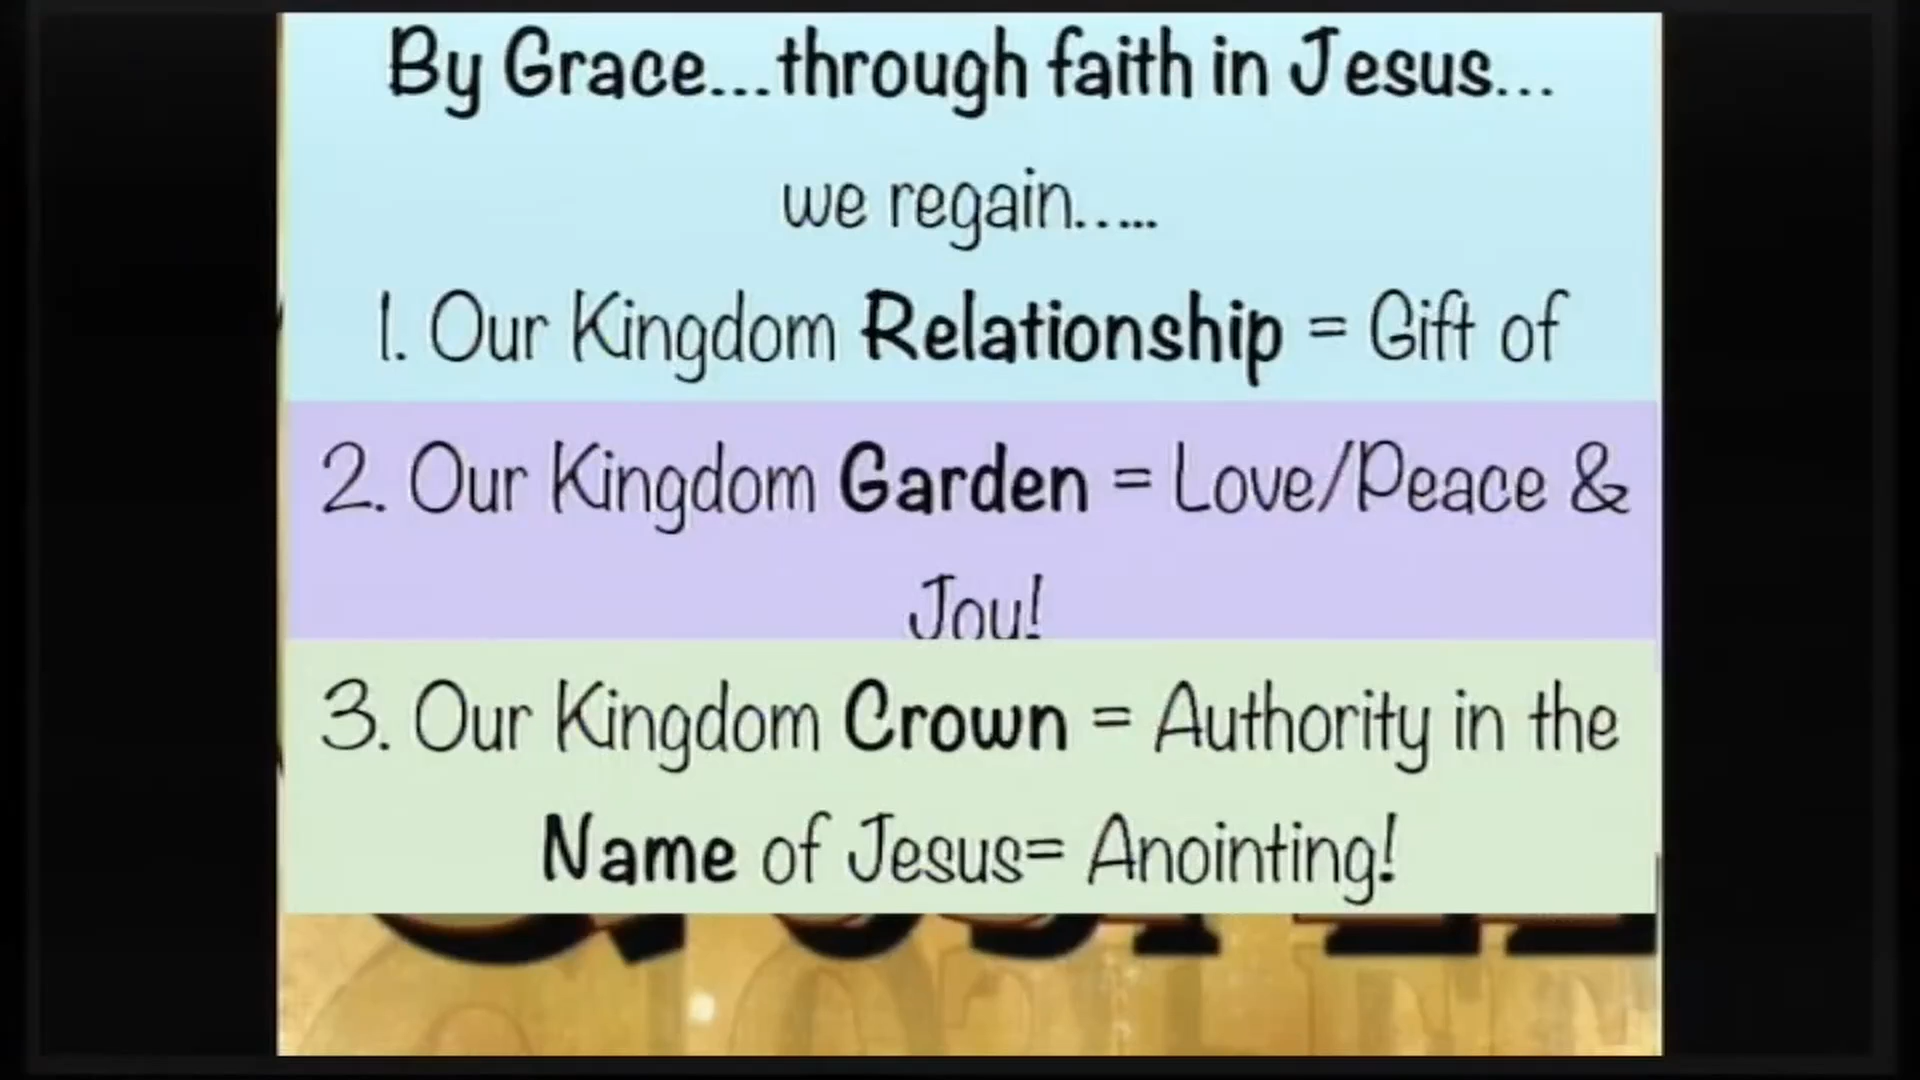 By Grace...through faith in Jesus...
we regain.....
1. Our Kingdom Relationship = Gift of
2. Our Kingdom Garden = Love/Peace &
Joy!
3. Our Kingdom Crown = Authority in the
Name of Jesus= Anointing!